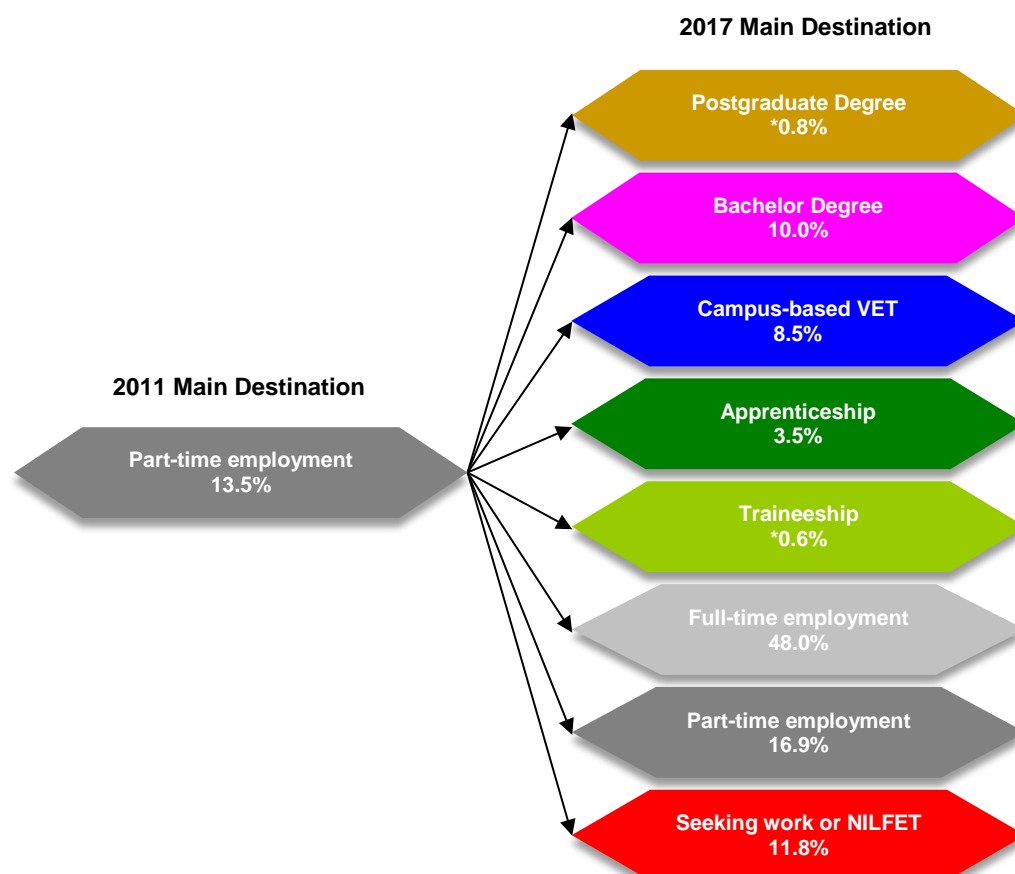 2017 Main Destination
Postgraduate Degree
*0.8%
Bachelor Degree
10.0%
Campus-based VET
8.5%
2011 Main Destination
Part-time employment
13.5%
Apprenticeship
3.5%
Traineeship
*0.6%
Full-time employment
48.0%
Part-time employment
16.9%
Seeking work or NILFET
11.8%